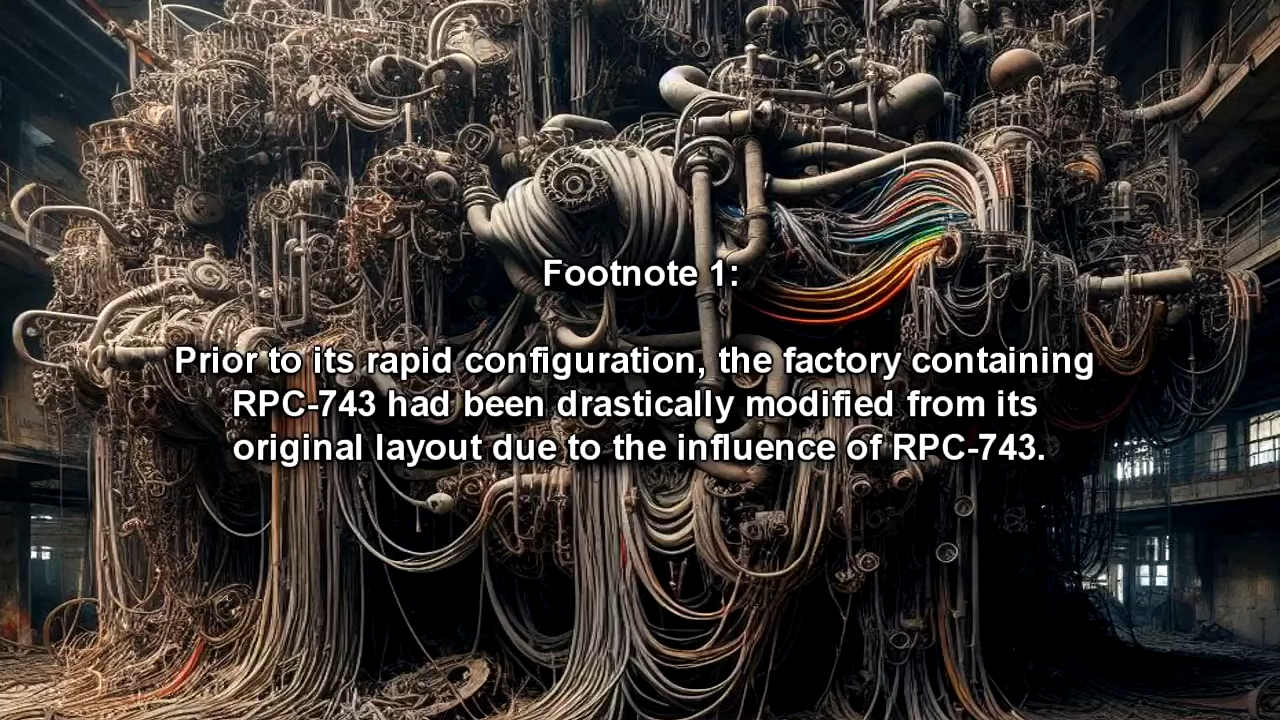 Footnote 1:
Prior to its rapid configuration, the factory containing
RPC-743 had been drastically modified from its
original layout due to the influence of RPC-743.